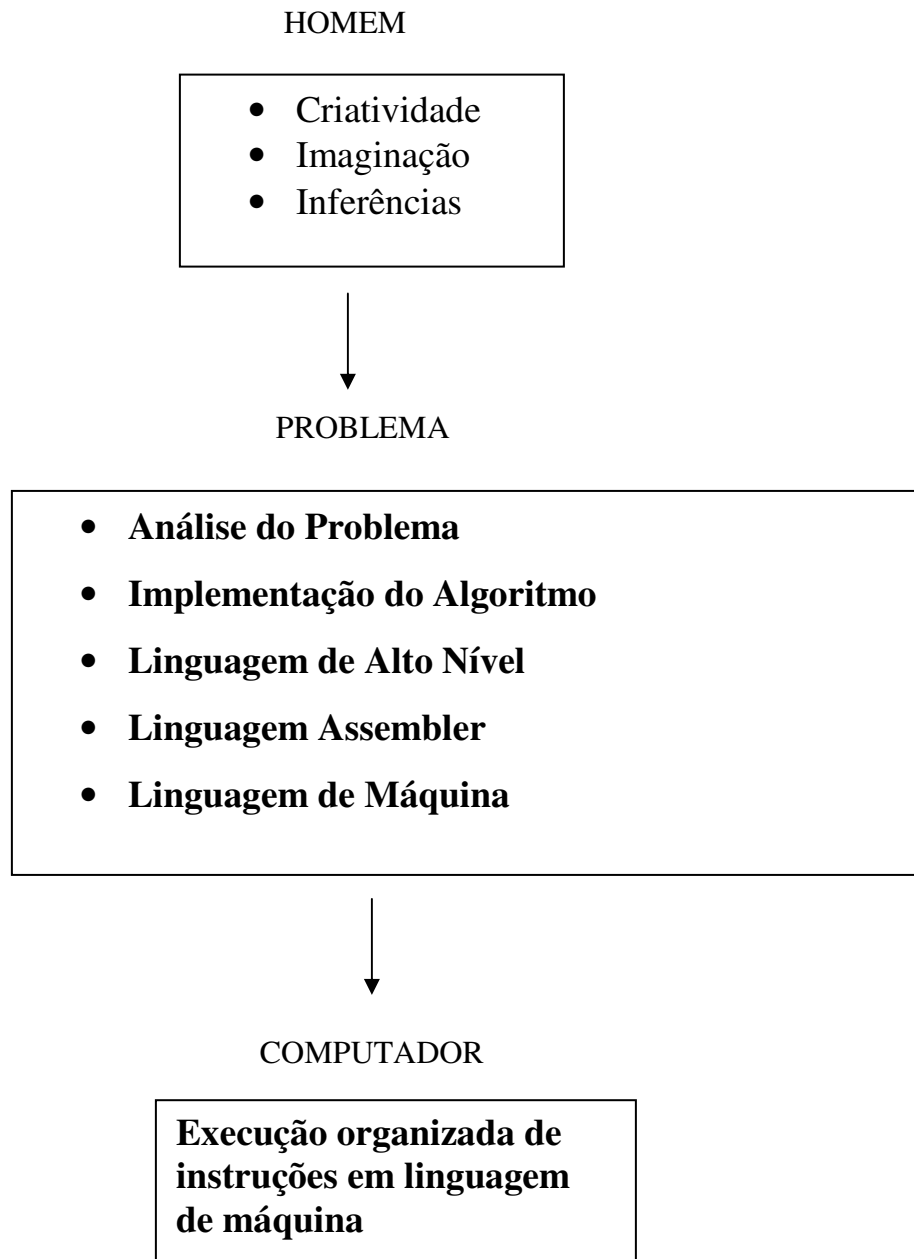 HOMEM
• Criatividade
• Imaginação
• Inferências
PROBLEMA
• Análise do Problema
• Implementação do Algoritmo
• Linguagem de Alto Nível
• Linguagem Assembler
• Linguagem de Máquina
COMPUTADOR
Execução organizada de
instruções em linguagem
de máquina